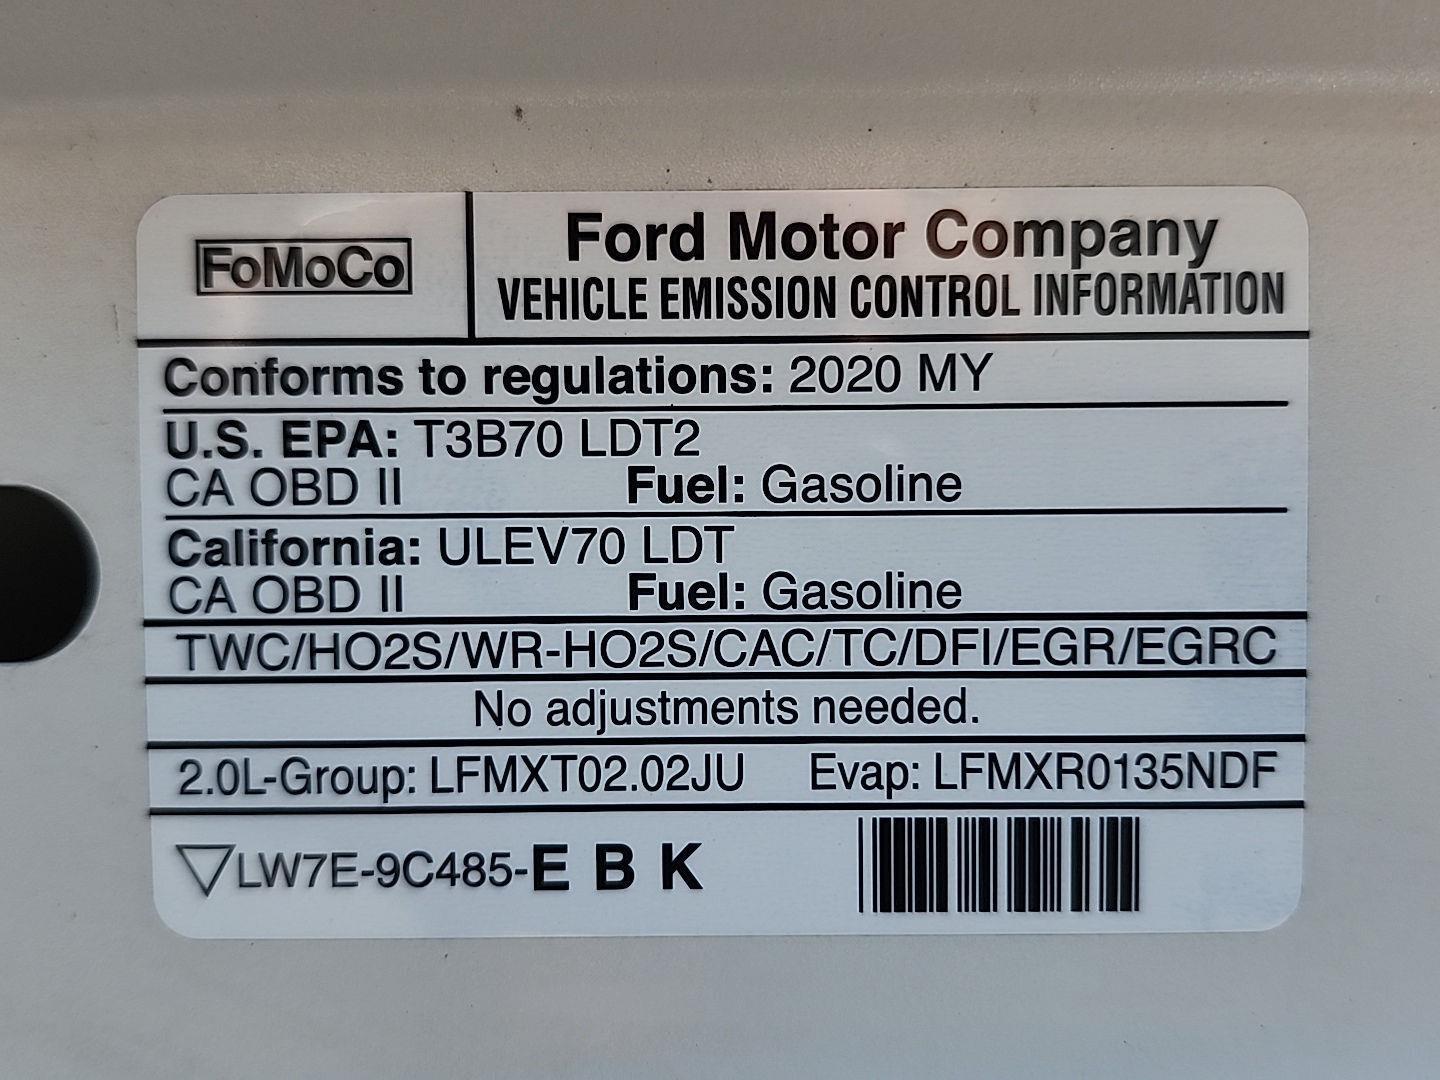 FoMoCo
Ford Motor Company
VEHICLE EMISSION CONTROL INFORMATION
Conforms to regulations: 2020 MY
U.S. EPA: T3B70 LDT2
CA OBD II Fuel: Gasoline
California: ULEV70 LDT
CA OBD II Fuel: Gasoline
TWC/HO2S/WR-HO2S/CAC/TC/DFI/EGR/EGRC
No adjustments needed.
2.0L-Group: LFMXT02.02JU Evap: LFMXR0135NDF
LW7E-9C485-E B K